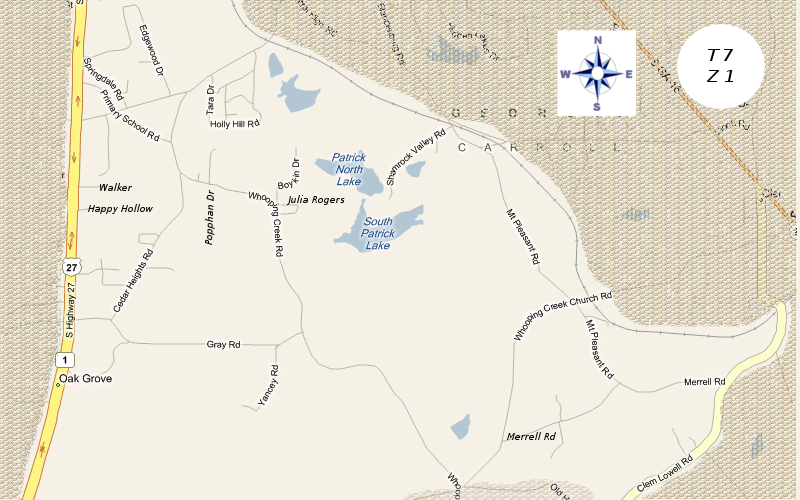 S
Edgewood Dr
Springdale Rd
Primary School Rd
Tara Dr
Holly Hill Rd
N
W E
S
T 7
Z 1
G E D
C A R R O L L
Patrick
North
Lake
Shamrock Valley Rd
Boykin Dr
Walker
Happy Hollow
Popphan Dr
Whooping Creek Rd
Julia Rogers
South
Patrick
Lake
Mt Pleasant Rd
27
S Highway 27
Cedar Heights Rd
Whooping Creek Church Rd
Gray Rd
1
Oak Grove
Yancey Rd
Mt Pleasant Rd
Merrell Rd
Merrell Rd
Clem Lowell Rd
Whoop
Old H